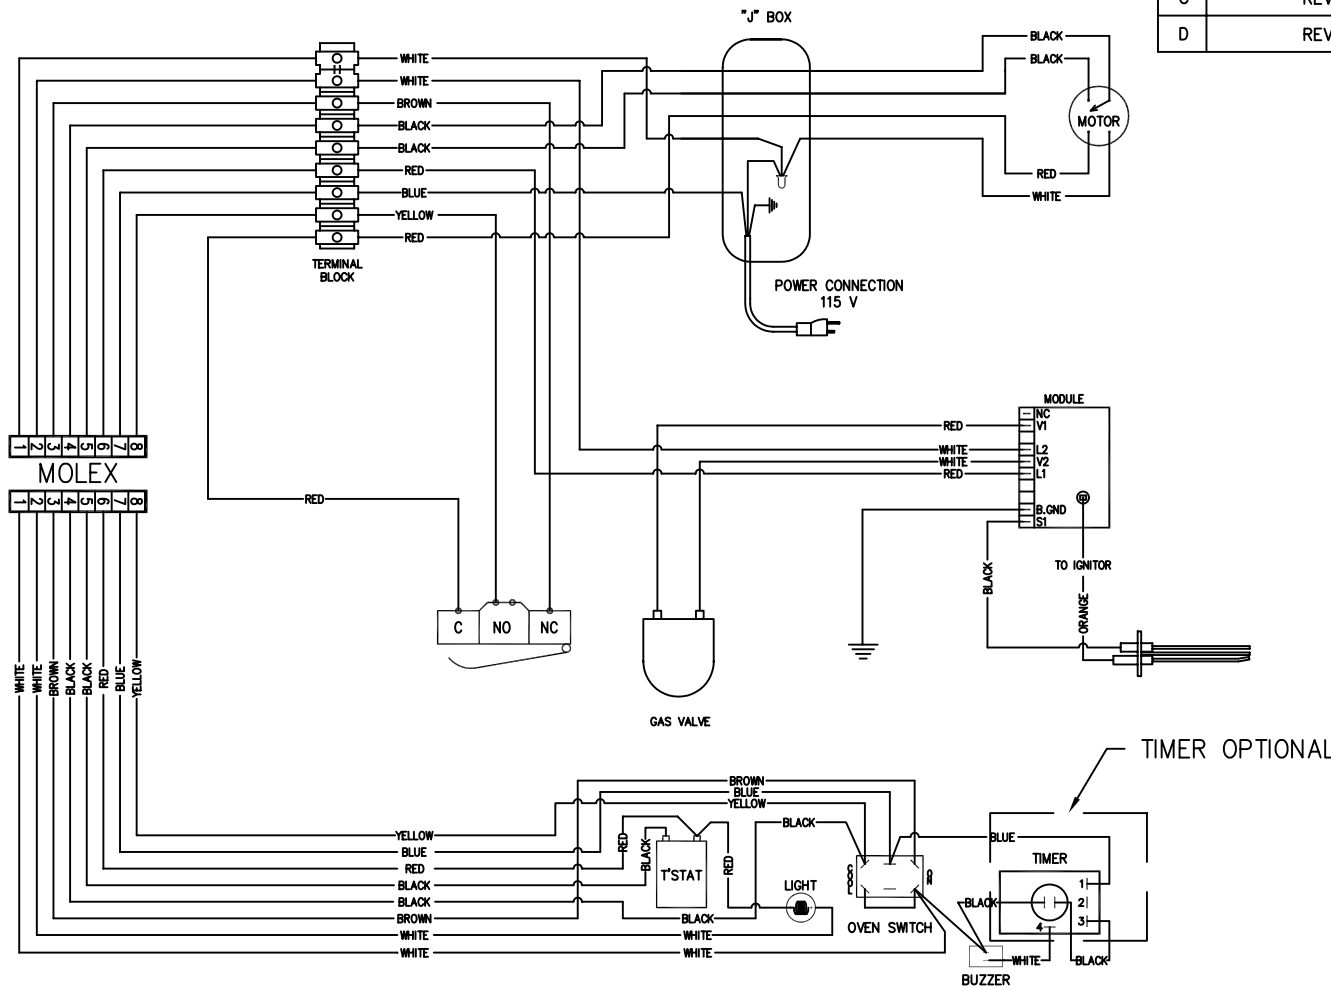 C REV
D REV
"J" BOX
WHITE
WHITE
BROWN
BLACK
BLACK
RED
BLUE
YELLOW
RED
TERMINAL
BLOCK
BLACK
BLACK
MOTOR
RED
WHITE
POWER CONNECTION
115 V
1 2 3 4 5 6 7 8
MOLEX
1 2 3 4 5 6 7 8
RED
C NO NC
MODULE
NC
RED V1
WHITE L2
WHITE V2
RED L1
B.GND
S1
BLACK
TO IGNITOR
ORANGE
GAS VALVE
WHITE
WHITE
BROWN
BLACK
BLACK
RED
BLUE
YELLOW
TIMER OPTIONAL
BROWN
BLUE
YELLOW
YELLOW
BLUE
RED
BLACK
BLACK
BROWN
WHITE
WHITE
RED
BLACK
T'STAT
RED
BLACK
LIGHT
BLACK
WHITE
WHITE
COOL
ON
OVEN SWITCH
BLUE
TIMER
1
2
3
4
BLACK
WHITE
BLACK
BUZZER